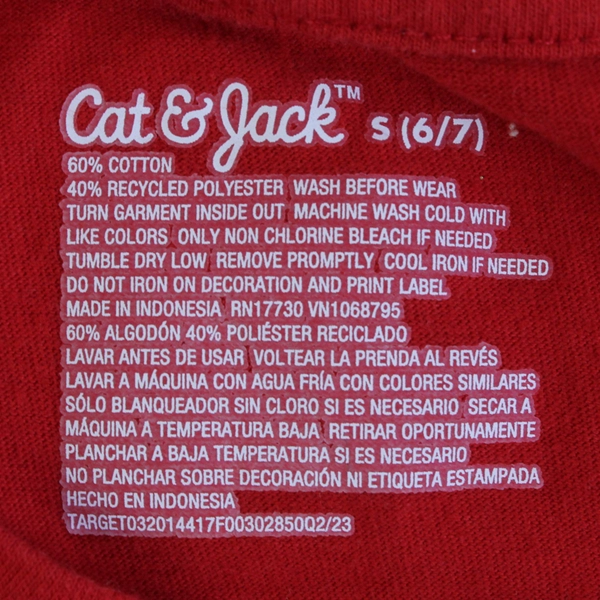 Cat & Jack™ S (6/7)
60% COTTON
40% RECYCLED POLYESTER WASH BEFORE WEAR
TURN GARMENT INSIDE OUT MACHINE WASH COLD WITH
LIKE COLORS ONLY NON CHLORINE BLEACH IF NEEDED
TUMBLE DRY LOW REMOVE PROMPTLY COOL IRON IF NEEDED
DO NOT IRON ON DECORATION AND PRINT LABEL
MADE IN INDONESIA RN17730 VN1068795
60% ALGODÓN 40% POLIÉSTER RECICLADO
LAVAR ANTES DE USAR VOLTEAR LA PRENDA AL REVÉS
LAVAR A MÁQUINA CON AGUA FRÍA CON COLORES SIMILARES
SÓLO BLANQUEADOR SIN CLORO SI ES NECESARIO SECAR A
MÁQUINA A TEMPERATURA BAJA RETIRAR OPORTUNAMENTE
PLANCHAR A BAJA TEMPERATURA SI ES NECESARIO
NO PLANCHAR SOBRE DECORACIÓN NI ETIQUETA ESTAMPADA
HECHO EN INDONESIA
TARGET032014417F00302850Q2/23